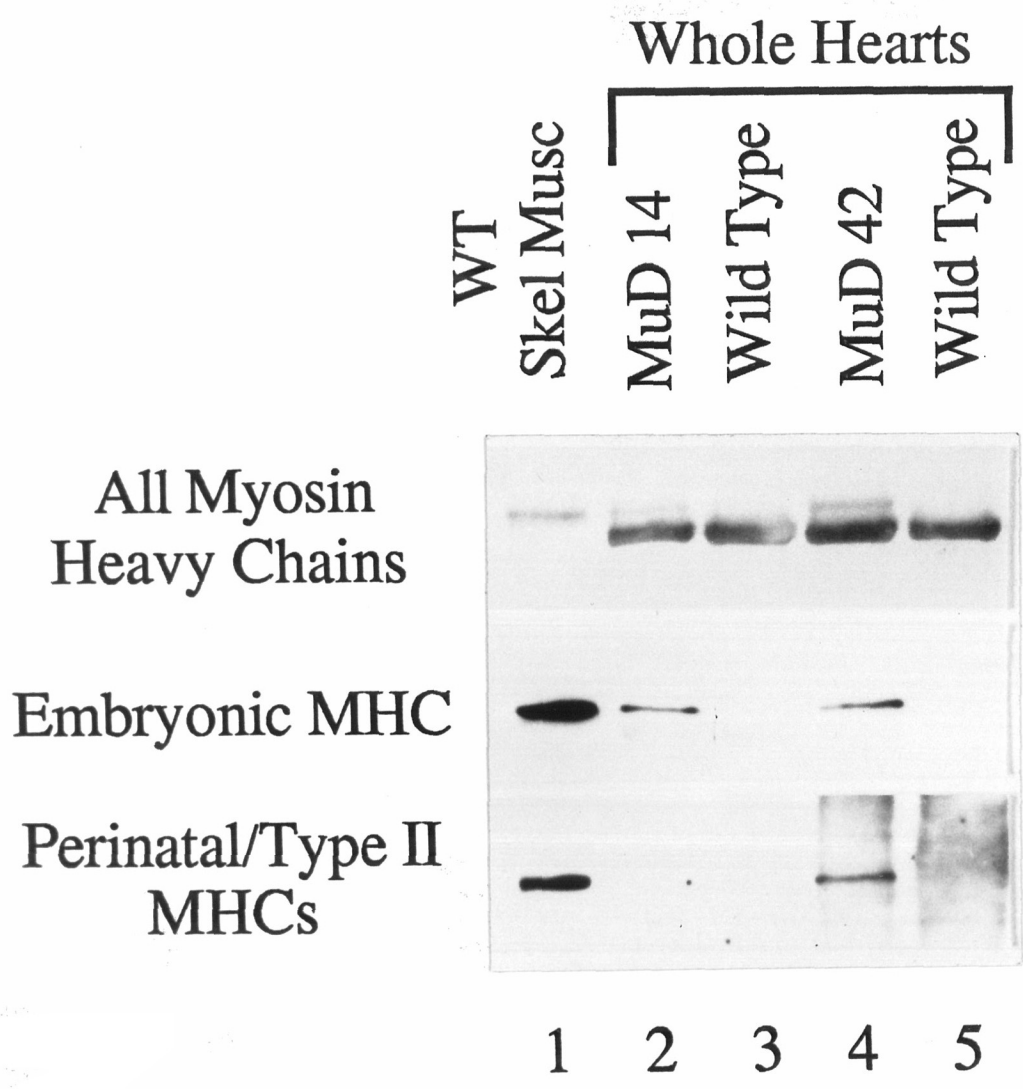 Whole Hearts
WT
Skel Musc
MuD 14
Wild Type
MuD 42
Wild Type
All Myosin
Heavy Chains
Embryonic MHC
Perinatal/Type II
MHCs
1 2 3 4 5